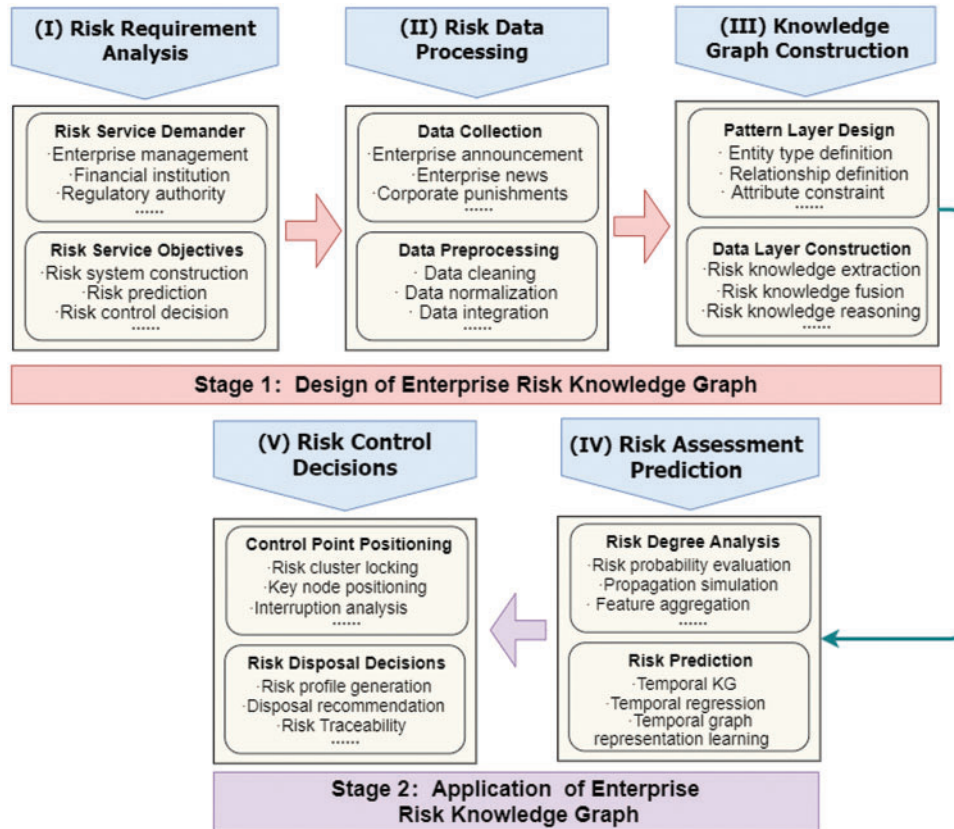 (I) Risk Requirement
Analysis
Risk Service Demander
·Enterprise management
·Financial institution
·Regulatory authority
······
Risk Service Objectives
·Risk system construction
·Risk prediction
·Risk control decision
······
(II) Risk Data
Processing
Data Collection
·Enterprise announcement
·Enterprise news
·Corporate punishments
······
Data Preprocessing
· Data cleaning
·Data normalization
·Data integration
······
(III) Knowledge
Graph Construction
Pattern Layer Design
· Entity type definition
·Relationship definition
· Attribute constraint
······
Data Layer Construction
·Risk knowledge extraction
·Risk knowledge fusion
·Risk knowledge reasoning
······
Stage 1: Design of Enterprise Risk Knowledge Graph
(IV) Risk Assessment
Prediction
Risk Degree Analysis
·Risk probability evaluation
·Propagation simulation
· Feature aggregation
······
Risk Prediction
·Temporal KG
·Temporal regression
·Temporal graph
representation learning
(V) Risk Control
Decisions
Control Point Positioning
·Risk cluster locking
·Key node positioning
·Interruption analysis
······
Risk Disposal Decisions
·Risk profile generation
·Disposal recommendation
·Risk Traceability
······
Stage 2: Application of Enterprise
Risk Knowledge Graph